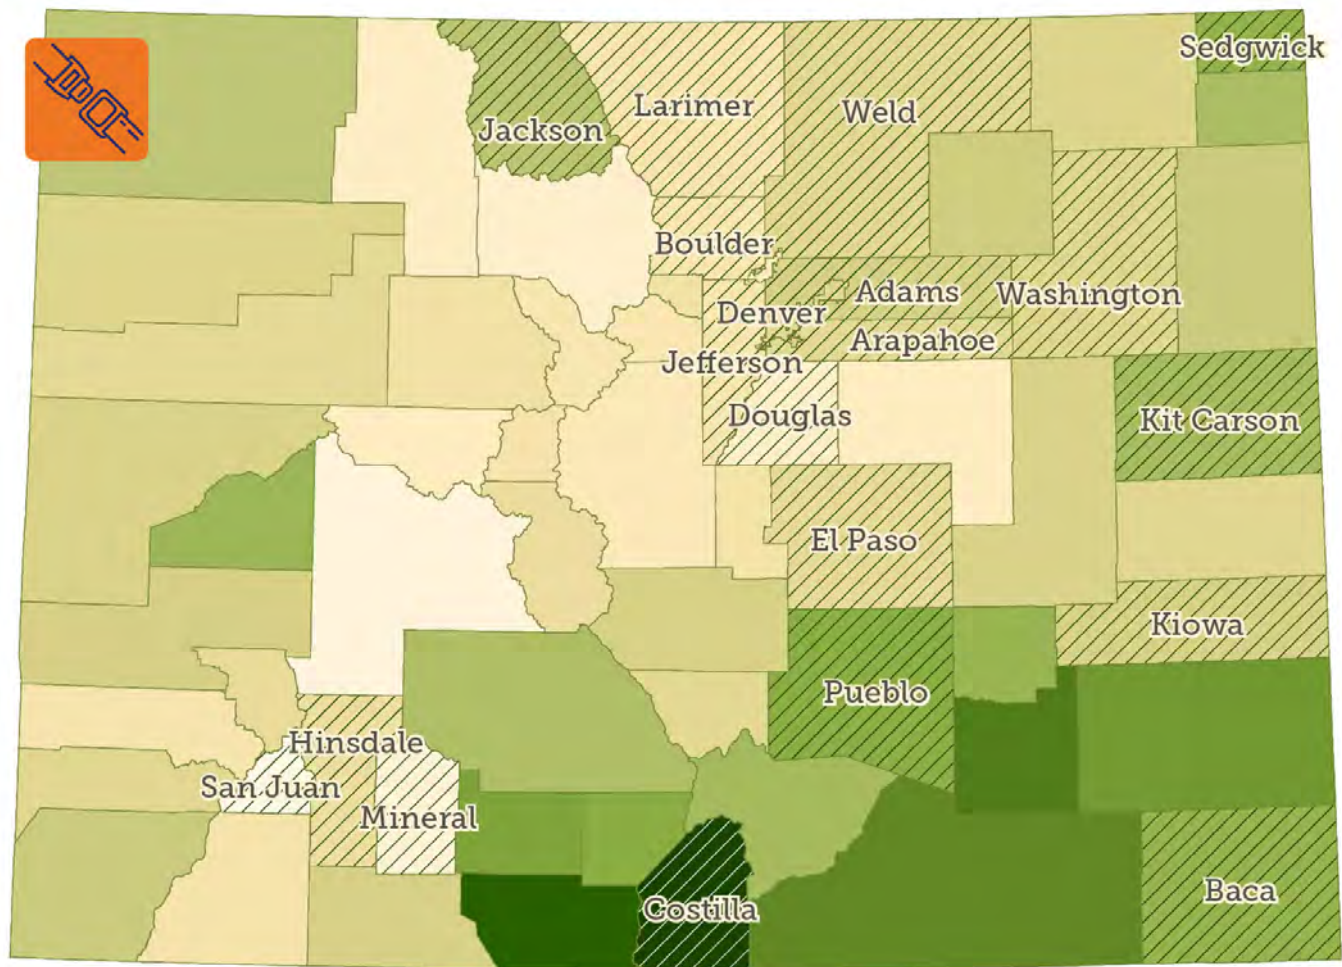 Sedgwick
Larimer
Weld
Jackson
Boulder
Adams
Washington
Denver
Arapahoe
Jefferson
Douglas
Kit Carson
El Paso
Kiowa
Pueblo
Hinsdale
San Juan
Mineral
Baca
Costilla